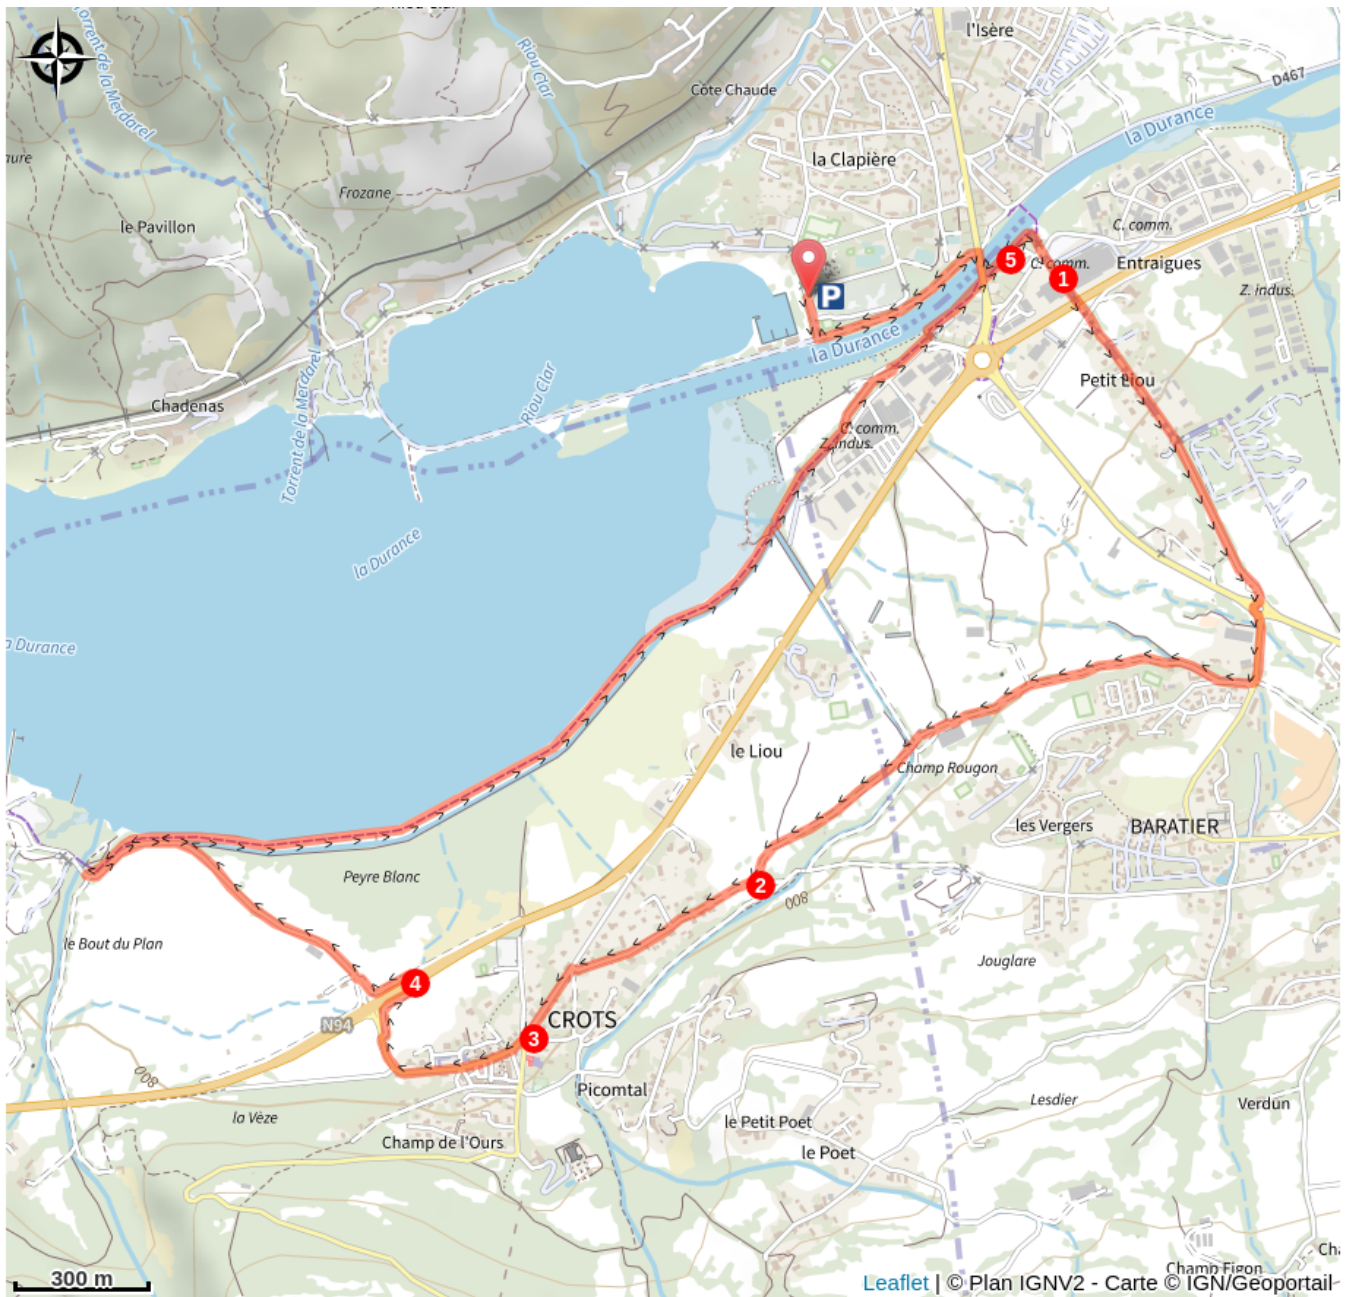 l'Isère
D467
Torrent de la Merdarel
Riou Clar
Côte Chaude
la Durance
la Clapière
Frozane
le Pavillon
C. comm.
Entraigues
5
C. comm.
1
Z. indus.
P
la Durance
Petit Liou
Torrent de la Merdarel
Riou Clar
Chadenas
C. comm.
Z. indus.
la Durance
la Durance
le Liou
Champ Rougon
les Vergers
BARATIER
Peyre Blanc
2
800
le Bout du Plan
Jouglare
4
N94
CROTS
3
800
Picomtal
la Vèze
Lesdier
Verdun
le Petit Poet
Champ de l'Ours
le Poet
Champ Figon
300 m
Leaflet | © Plan IGNV2 - Carte © IGN/Geoportail